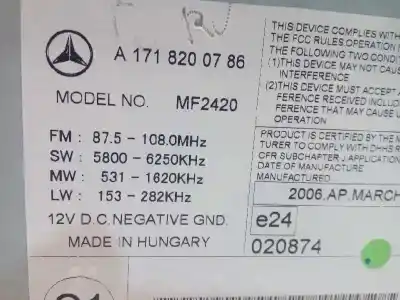 A 171 820 07 86
MODEL NO. MF2420
FM : 87.5 - 108.0MHz
SW : 5800 - 6250KHz
MW : 531 - 1620KHz
LW : 153 - 282KHz
12V D.C.NEGATIVE GND.
MADE IN HUNGARY
THIS DEVICE COMPLIES WITH
THE FCC RULES.OPERATION
THE FOLLOWING TWO
(1)THIS DEVICE MAY NOT
INTERFERENCE
(2)THIS DEVICE MUST ACCEPT
FERENCE RECEIVED
FERENCE THAT MAY CAUSE
OPERATION
PRODUCT IS CERTIFIED BY THE
TURER TO COMPLY WITH DHHS
CFR SUBCHAPTER J APPLICATION
DATE OF MANUFACTURE
MANUFACTURED
2006.AP.MARCH
e24
020874